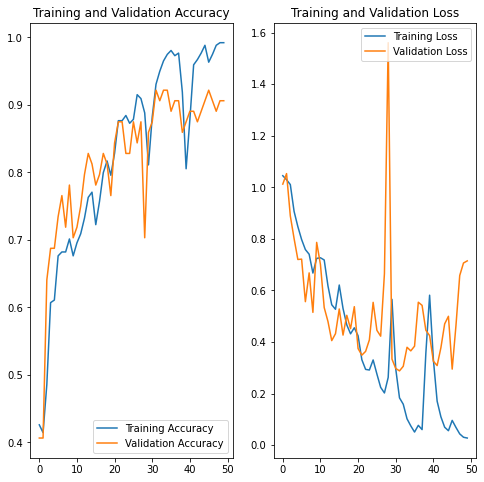 Training and Validation Accuracy
1.0
0.9
0.8
0.7
0.6
0.5
0.4
0 10 20 30 40 50
Training Accuracy
Validation Accuracy
Training and Validation Loss
1.6
1.4
1.2
1.0
0.8
0.6
0.4
0.2
0.0
0 10 20 30 40 50
Training Loss
Validation Loss